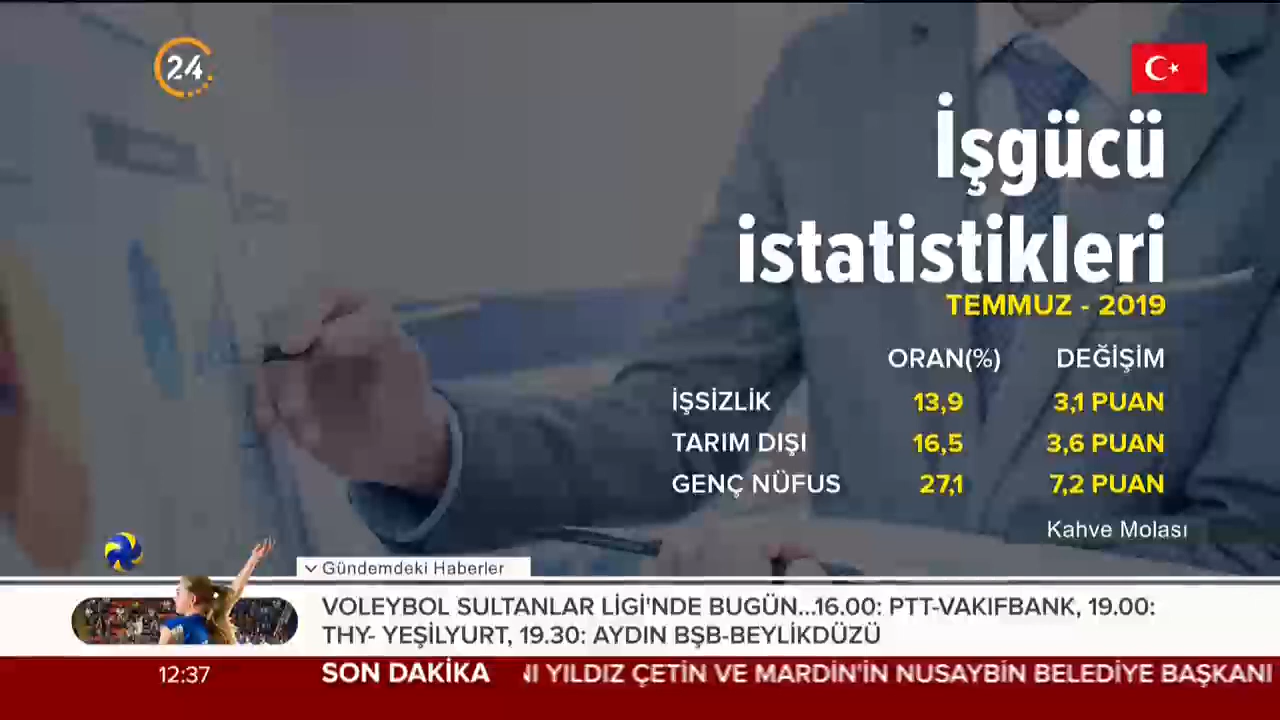 24
İşgücü
istatistikleri
TEMMUZ - 2019
ORAN(%) DEĞİŞİM
İŞSİZLİK 13,9 3,1 PUAN
TARIM DIŞI 16,5 3,6 PUAN
GENÇ NÜFUS 27,1 7,2 PUAN
Kahve Molası
Gündemdeki Haberler
VOLEYBOL SULTANLAR LİGİ'NDE BUGÜN...16.00: PTT-VAKIFBANK, 19.00:
THY- YEŞİLYURT, 19.30: AYDIN BŞB-BEYLİKDÜZÜ
12:37 SON DAKİKA YILDIZ ÇETİN VE MARDİN'İN NUSAYBİN BELEDİYE BAŞKANI